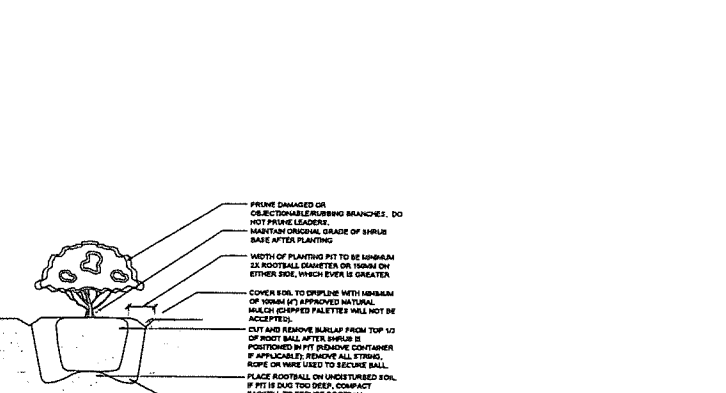 PRUNE DAMAGED OR
OBJECTIONABLE/RUBBING BRANCHES. DO
NOT PRUNE LEADERS.
MAINTAIN ORIGINAL GRADE OF SHRUB
BASE AFTER PLANTING
WIDTH OF PLANTING PIT TO BE MINIMUM
2X ROOTBALL DIAMETER OR 150MM ON
EITHER SIDE, WHICH EVER IS GREATER
COVER SOIL TO DRIPLINE WITH MINIMUM
OF 100MM (4") APPROVED NATURAL
MULCH (CHIPPED PALETTES WILL NOT BE
ACCEPTED).
CUT AND REMOVE BURLAP FROM TOP 1/3
OF ROOT BALL AFTER SHRUB IS
POSITIONED IN PIT (REMOVE CONTAINER
IF APPLICABLE); REMOVE ALL STRING,
ROPE OR WIRE USED TO SECURE BALL.
PLACE ROOTBALL ON UNDISTURBED SOIL.
IF PIT IS DUG TOO DEEP, COMPACT